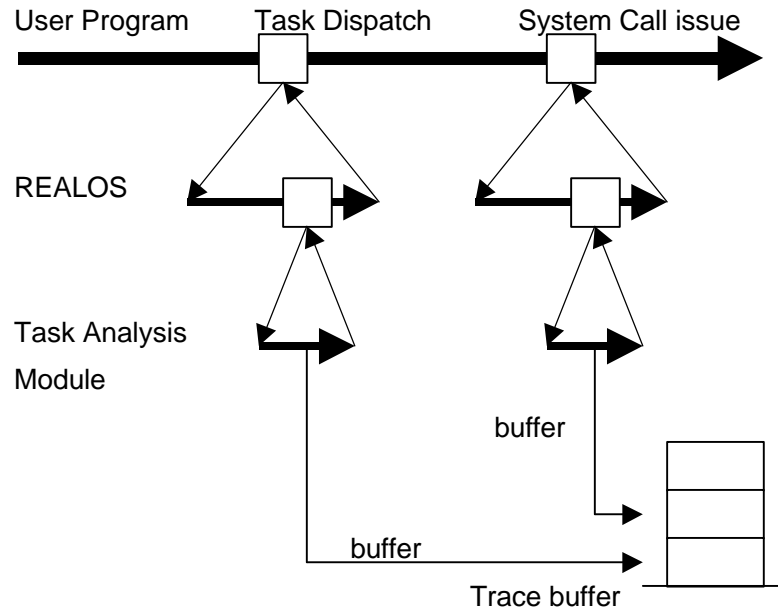 User Program
Task Dispatch
System Call issue
REALOS
Task Analysis
Module
buffer
buffer
Trace buffer